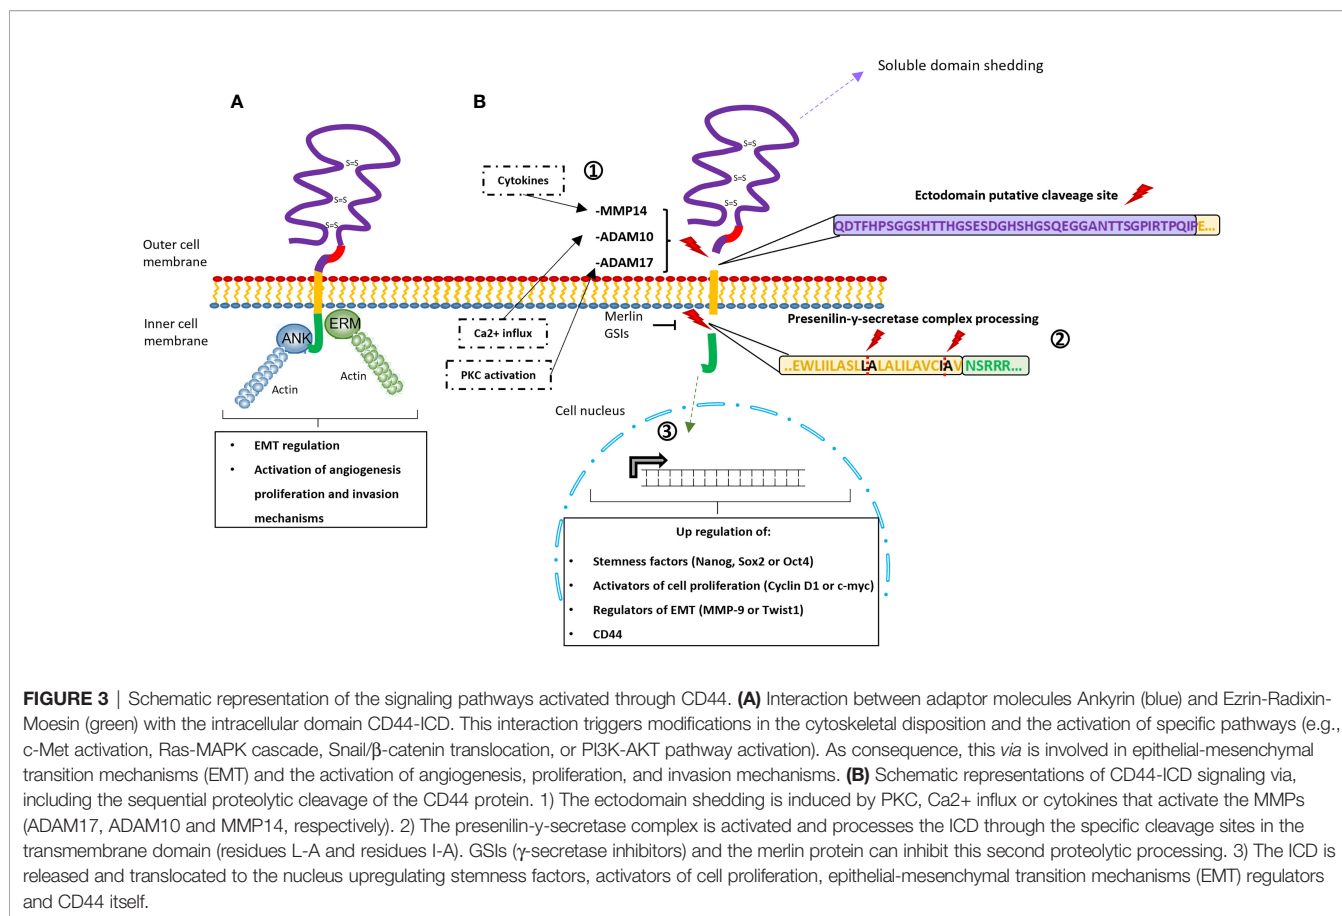 A
B
Soluble domain shedding
S=S
S=S
S=S
S=S
S=S
S=S
Cytokines
①
-MMP14
-ADAM10
-ADAM17
Ectodomain putative cleavage site
QDTFHPSGGSHTTHGSESDGHSHGSQEGGANTTSGPIRTPQIPE...
Outer cell
membrane
Inner cell
membrane
ANK
ERM
Actin
Actin
Ca2+ influx
PKC activation
Merlin
GSIs
Presenilin-y-secretase complex processing
②
..EWLIILASLLALALILAVCIAVNSRRR...
Cell nucleus
③
• EMT regulation
• Activation of angiogenesis
proliferation and invasion
mechanisms
Up regulation of:
• Stemness factors (Nanog, Sox2 or Oct4)
• Activators of cell proliferation (Cyclin D1 or c-myc)
• Regulators of EMT (MMP-9 or Twist1)
• CD44
FIGURE 3 | Schematic representation of the signaling pathways activated through CD44. (A) Interaction between adaptor molecules Ankyrin (blue) and Ezrin-Radixin-
Moesin (green) with the intracellular domain CD44-ICD. This interaction triggers modifications in the cytoskeletal disposition and the activation of specific pathways (e.g.,
c-Met activation, Ras-MAPK cascade, Snail/β-catenin translocation, or PI3K-AKT pathway activation). As consequence, this via is involved in epithelial-mesenchymal
transition mechanisms (EMT) and the activation of angiogenesis, proliferation, and invasion mechanisms. (B) Schematic representations of CD44-ICD signaling via,
including the sequential proteolytic cleavage of the CD44 protein. 1) The ectodomain shedding is induced by PKC, Ca2+ influx or cytokines that activate the MMPs
(ADAM17, ADAM10 and MMP14, respectively). 2) The presenilin-y-secretase complex is activated and processes the ICD through the specific cleavage sites in the
transmembrane domain (residues L-A and residues I-A). GSIs (γ-secretase inhibitors) and the merlin protein can inhibit this second proteolytic processing. 3) The ICD is
released and translocated to the nucleus upregulating stemness factors, activators of cell proliferation, epithelial-mesenchymal transition mechanisms (EMT) regulators
and CD44 itself.